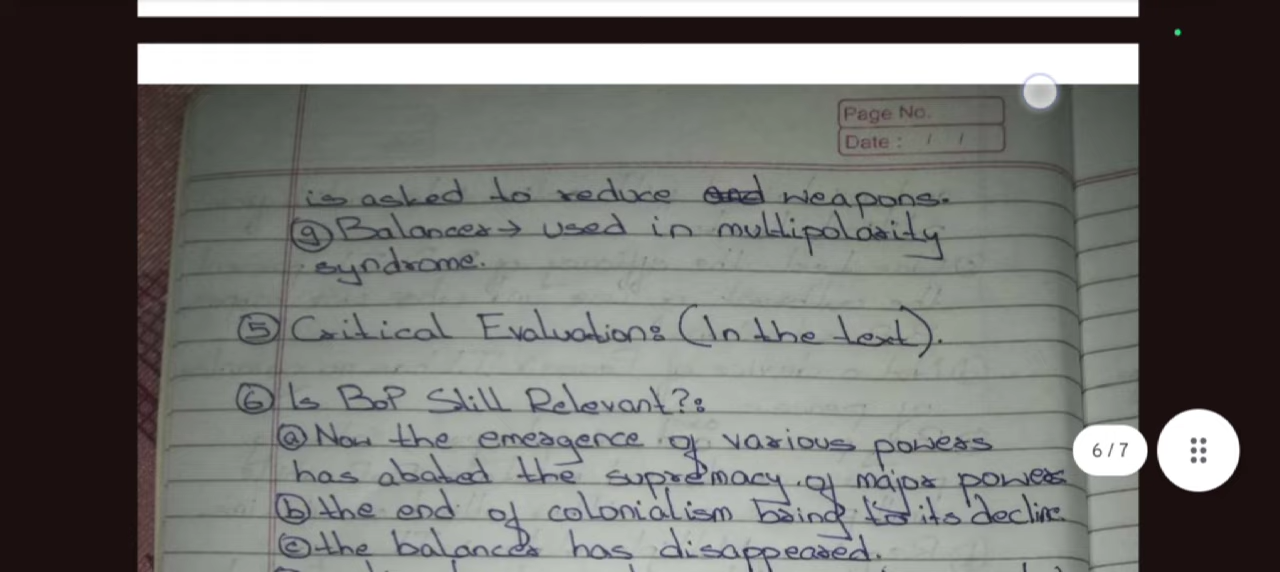 Page No.
Date : / /
is asked to reduce and weapons.
(g) Balancer → used in multipolarity
syndrome.
(5) Critical Evaluation: (In the text).
(6) Is BoP Still Relevant?:
(a) Now the emergence of various powers
has abated the supremacy of major powers
(b) the end of colonialism bring to its decline.
(c) the balancer has disappeared.
6/7